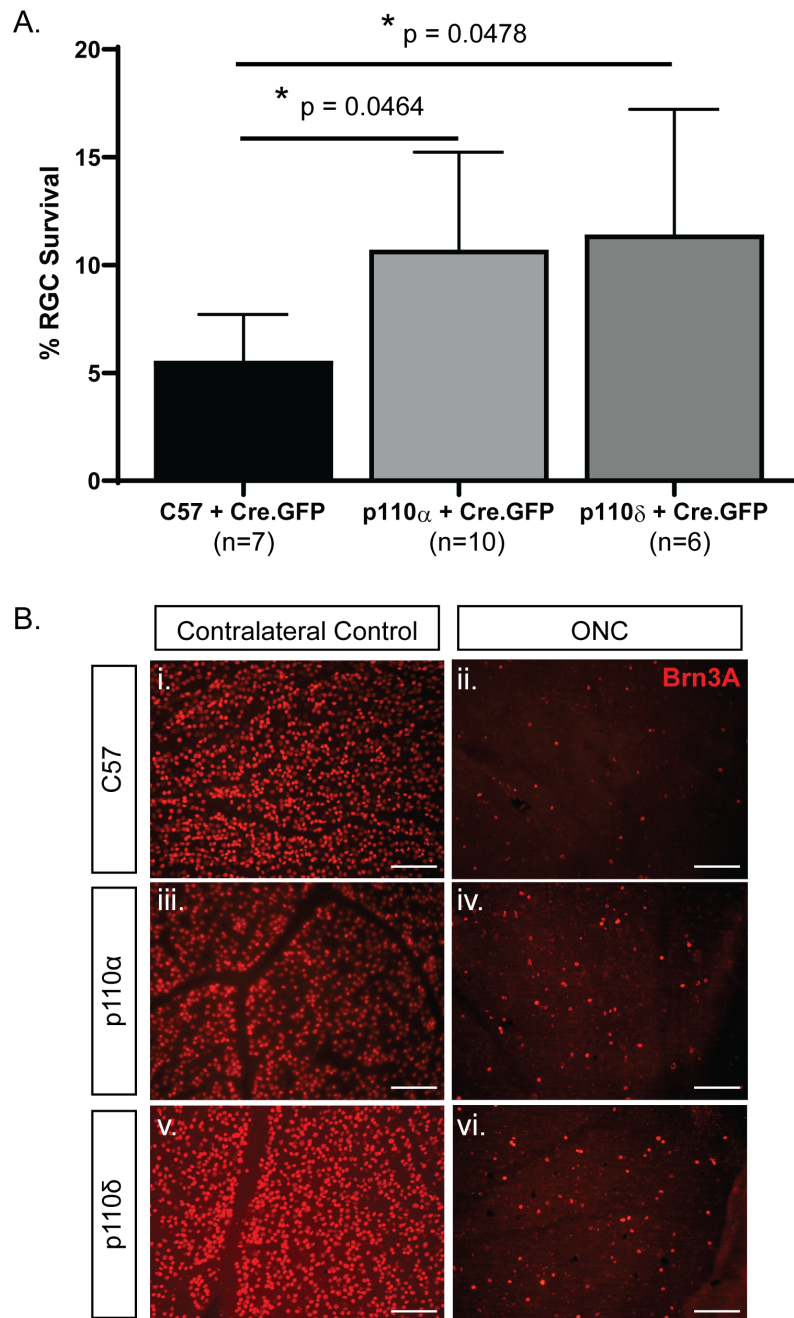 A.
* p = 0.0478
* p = 0.0464
% RGC Survival
20
15
10
5
0
C57 + Cre.GFP
(n=7)
p110α + Cre.GFP
(n=10)
p110δ + Cre.GFP
(n=6)
B.
Contralateral Control
ONC
C57
i.
ii.
Brn3A
p110α
iii.
iv.
p110δ
v.
vi.